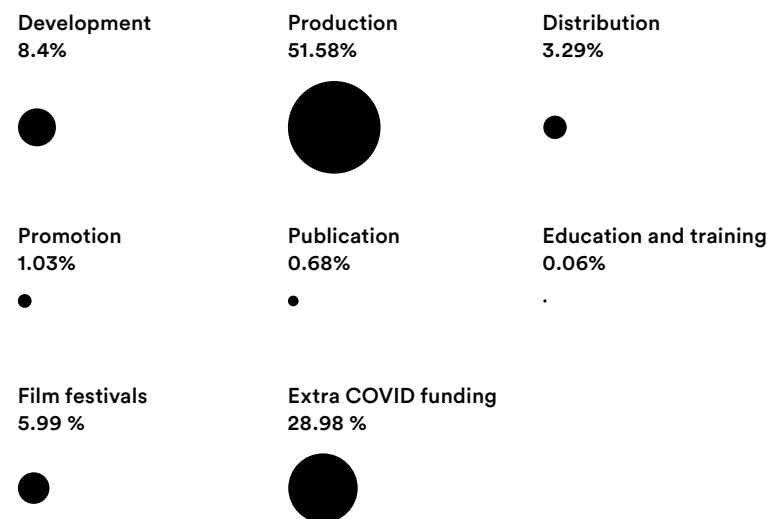 Development
8.4%
Production
51.58%
Distribution
3.29%
Promotion
1.03%
Publication
0.68%
Education and training
0.06%
Film festivals
5.99 %
Extra COVID funding
28.98 %